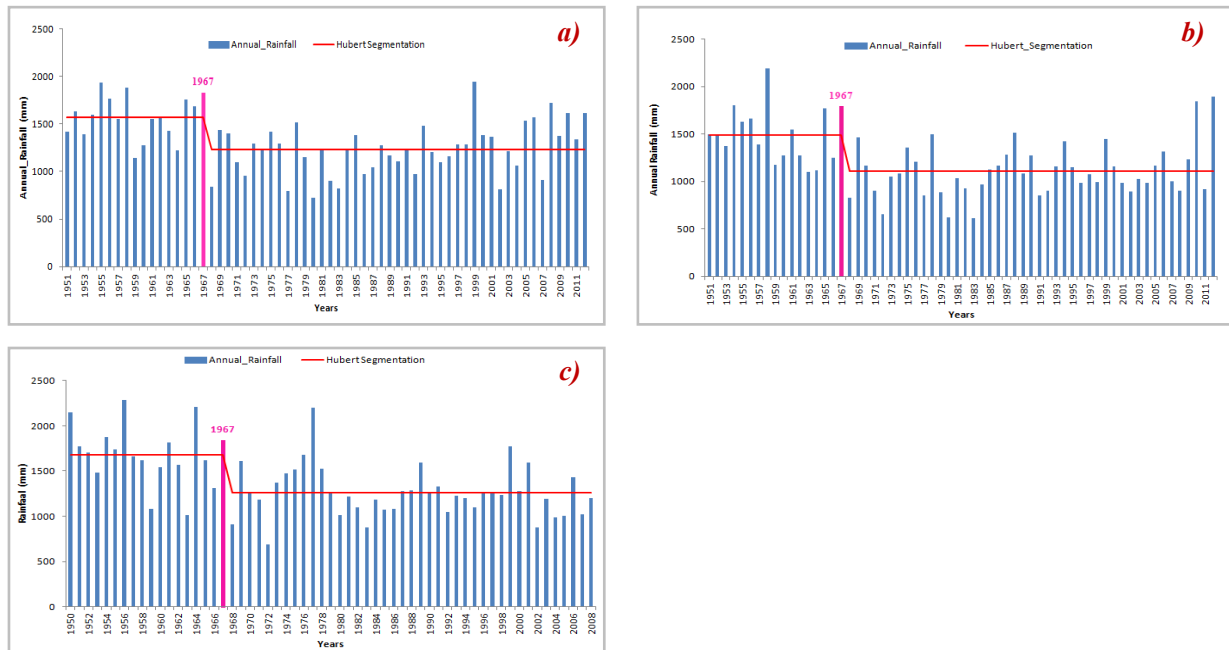 a)
Annual_Rainfall
Hubert Segmentation
1967
Annual_Rainfall (mm)
2500
2000
1500
1000
500
0
1951 1953 1955 1957 1959 1961 1963 1965 1967 1969 1971 1973 1975 1977 1979 1981 1983 1985 1987 1989 1991 1993 1995 1997 1999 2001 2003 2005 2007 2009 2011
Years
b)
Annual_Rainfall
Hubert_Segmentation
1967
Annual Rainfall (mm)
2500
2000
1500
1000
500
0
1951 1953 1955 1957 1959 1961 1963 1965 1967 1969 1971 1973 1975 1977 1979 1981 1983 1985 1987 1989 1991 1993 1995 1997 1999 2001 2003 2005 2007 2009 2011
Years
c)
Annual_Rainfall
Hubert Segmentation
1967
Rainfaal (mm)
2500
2000
1500
1000
500
0
1950 1952 1954 1956 1958 1960 1962 1964 1966 1968 1970 1972 1974 1976 1978 1980 1982 1984 1986 1988 1990 1992 1994 1996 1998 2000 2002 2004 2006 2008
Years